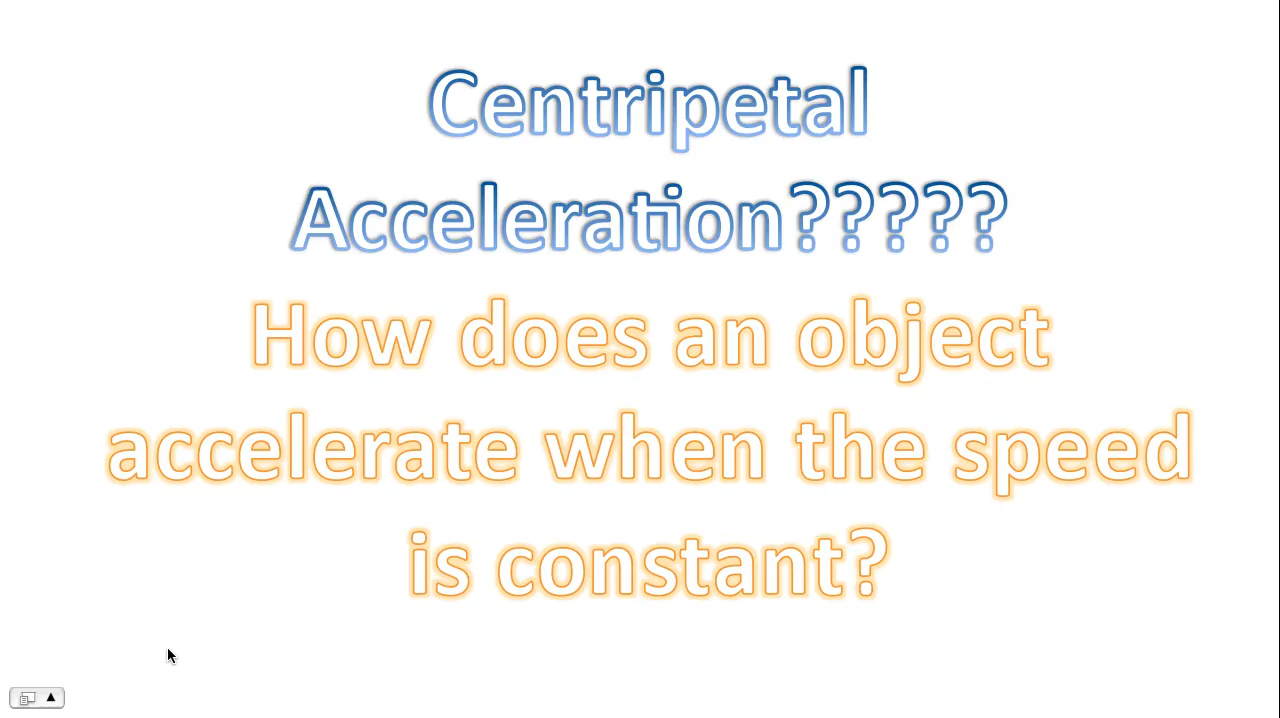 Centripetal
Acceleration?????
How does an object
accelerate when the speed
is constant?